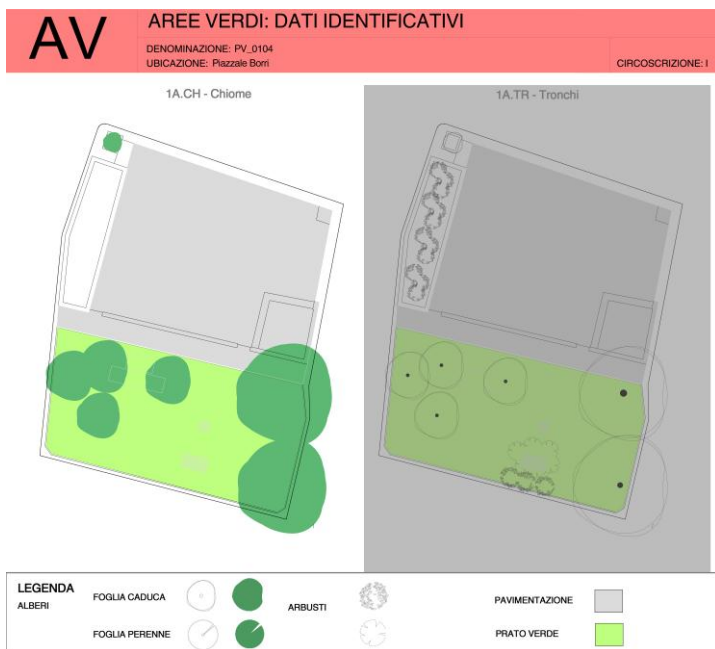 AV
AREE VERDI: DATI IDENTIFICATIVI
DENOMINAZIONE: PV_0104
UBICAZIONE: Piazzale Borri
CIRCOSCRIZIONE: I
1A.CH - Chiome
1A.TR - Tronchi
LEGENDA
ALBERI
FOGLIA CADUCA
FOGLIA PERENNE
ARBUSTI
PAVIMENTAZIONE
PRATO VERDE